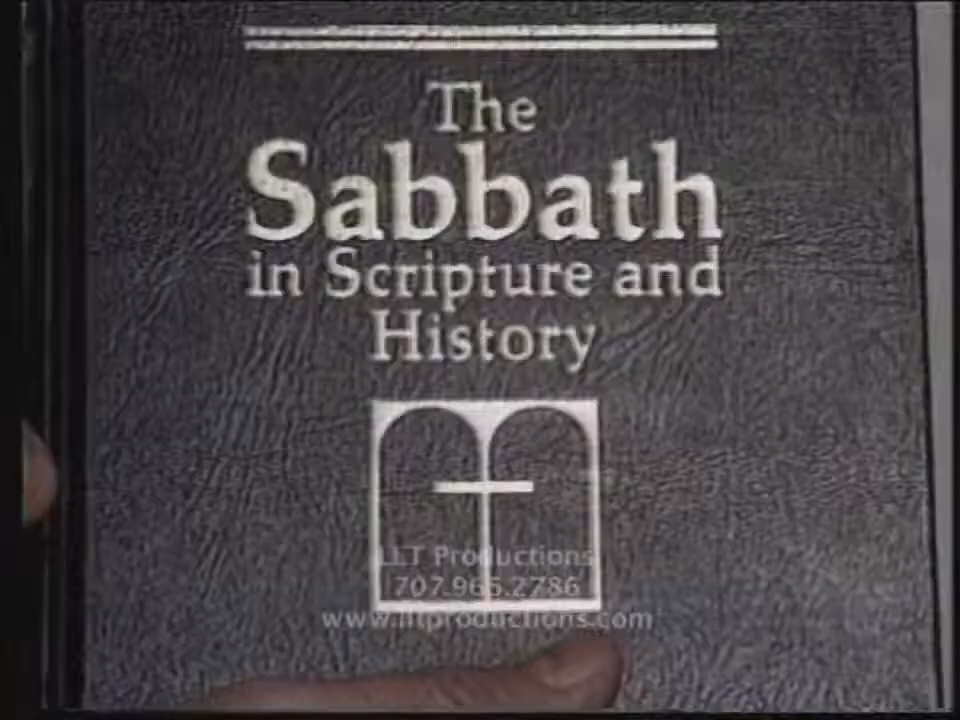 The
Sabbath
in Scripture and
History
LLT Productions
707.965.2786
www.lltproductions.com